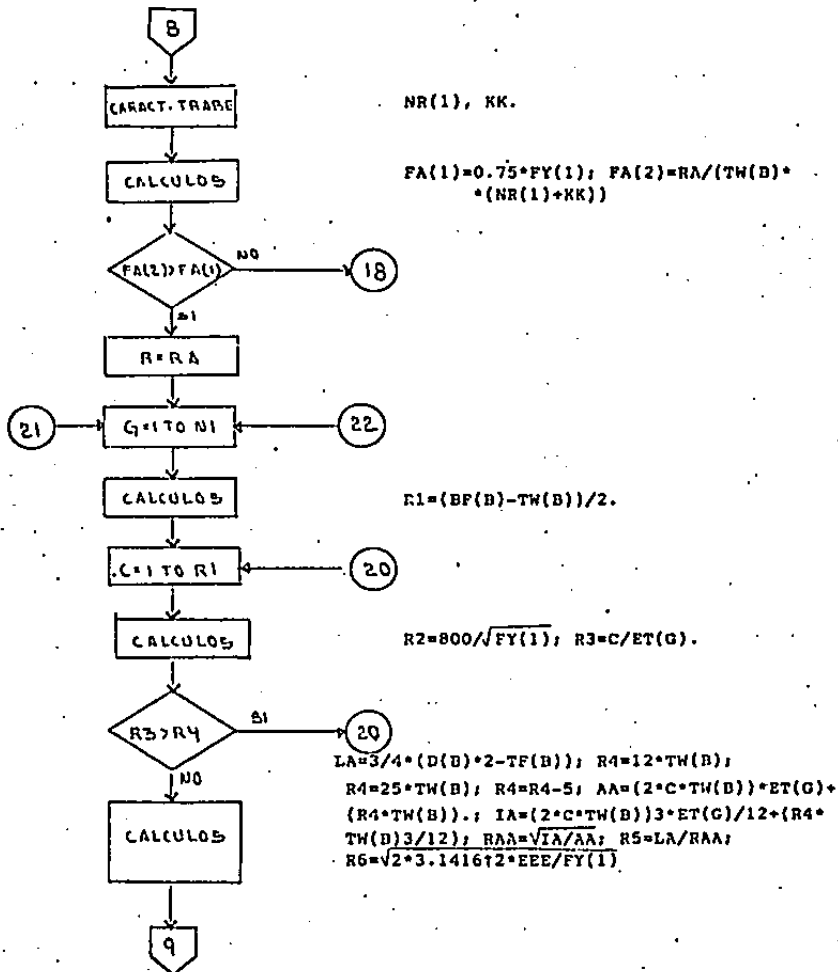 8
CARACT. TRABE
NR(1), KK.
CALCULOS
FA(1)=0.75*FY(1); FA(2)=RA/(TW(B)*
*(NR(1)+KK))
FA(2)>FA(1)
NO
18
SI
R=RA
21
G=1 TO N1
22
CALCULOS
R1=(BF(B)-TW(B))/2.
C=1 TO R1
20
CALCULOS
R2=800/√FY(1); R3=C/ET(G).
R3>R4
SI
20
NO
LA=3/4*(D(B)*2-TF(B)); R4=12*TW(B);
R4=25*TW(B); R4=R4-5; AA=(2*C*TW(B))*ET(G)+
(R4*TW(B)).; IA=(2*C*TW(B))3*ET(G)/12+(R4*
TW(B)3/12); RAA=√IA/AA; R5=LA/RAA;
R6=√2*3.1416↑2*EEE/FY(1)
CALCULOS
9